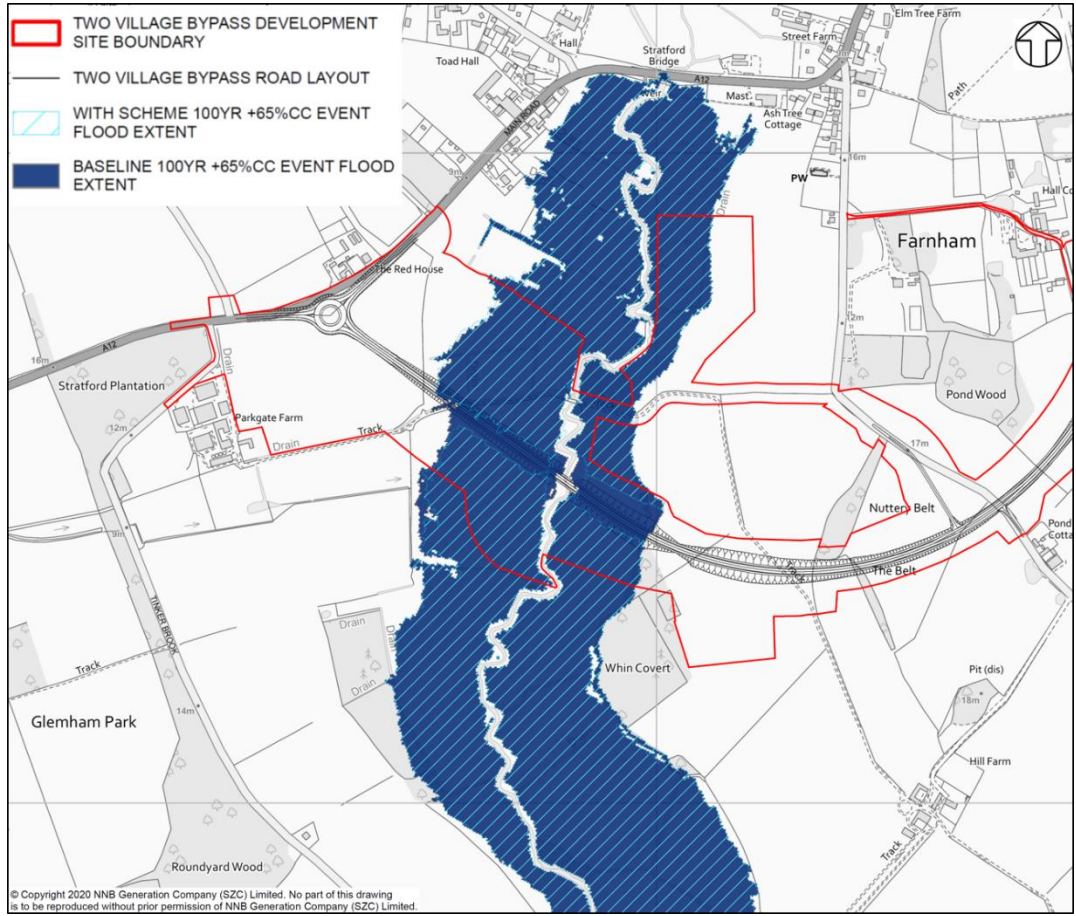 TWO VILLAGE BYPASS DEVELOPMENT
SITE BOUNDARY
TWO VILLAGE BYPASS ROAD LAYOUT
WITH SCHEME 100YR +65%CC EVENT
FLOOD EXTENT
BASELINE 100YR +65%CC EVENT FLOOD
EXTENT
Elm Tree Farm
Street Farm
Hall
Toad Hall
Stratford
Bridge
A12
Weir
Mast
Ash Tree
Cottage
Path
MAIN ROAD
9m
16m
PW
Drain
Hall Co
Farnham
The Red House
A12
16m
12m
Stratford Plantation
Drain
Pond Wood
Parkgate Farm
Track
Drain
12m
17m
Nuttery Belt
Pond
Cotta
9m
The Belt
Track
TINKER BROOK
Drain
Drain
Whin Covert
Track
Pit (dis)
18m
Glemham Park
14m
Hill Farm
Track
Roundyard Wood
© Copyright 2020 NNB Generation Company (SZC) Limited. No part of this drawing
is to be reproduced without prior permission of NNB Generation Company (SZC) Limited.